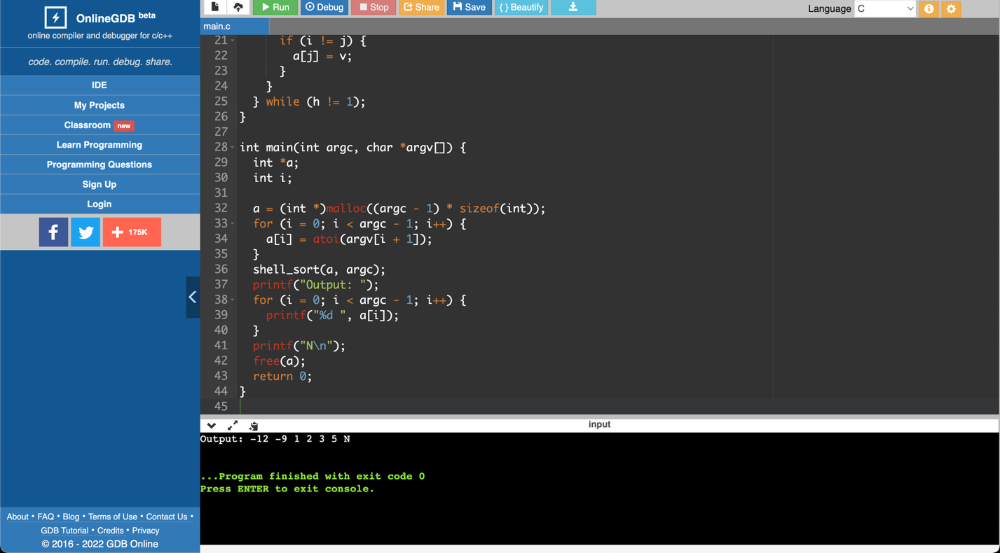 OnlineGDB beta
online compiler and debugger for c/c++
code. compile. run. debug. share.
IDE
My Projects
Classroom new
Learn Programming
Programming Questions
Sign Up
Login
175K
About • FAQ • Blog • Terms of Use • Contact Us •
GDB Tutorial • Credits • Privacy
© 2016 - 2022 GDB Online
Run Debug Stop Share Save { } Beautify Language C
main.c
21 if (i != j) {
22 a[j] = v;
23 }
24 }
25 } while (h != 1);
26 }
27
28 int main(int argc, char *argv[]) {
29 int *a;
30 int i;
31
32 a = (int *)malloc((argc - 1) * sizeof(int));
33 for (i = 0; i < argc - 1; i++) {
34 a[i] = atoi(argv[i + 1]);
35 }
36 shell_sort(a, argc);
37 printf("Output: ");
38 for (i = 0; i < argc - 1; i++) {
39 printf("%d ", a[i]);
40 }
41 printf("N\n");
42 free(a);
43 return 0;
44 }
45
input
Output: -12 -9 1 2 3 5 N
...Program finished with exit code 0
Press ENTER to exit console.